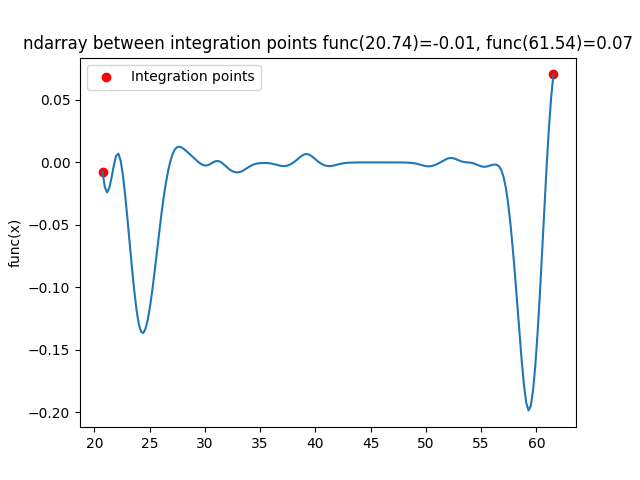 ndarray between integration points func(20.74)=-0.01, func(61.54)=0.07
Integration points
func(x)
0.05
0.00
−0.05
−0.10
−0.15
−0.20
20 25 30 35 40 45 50 55 60